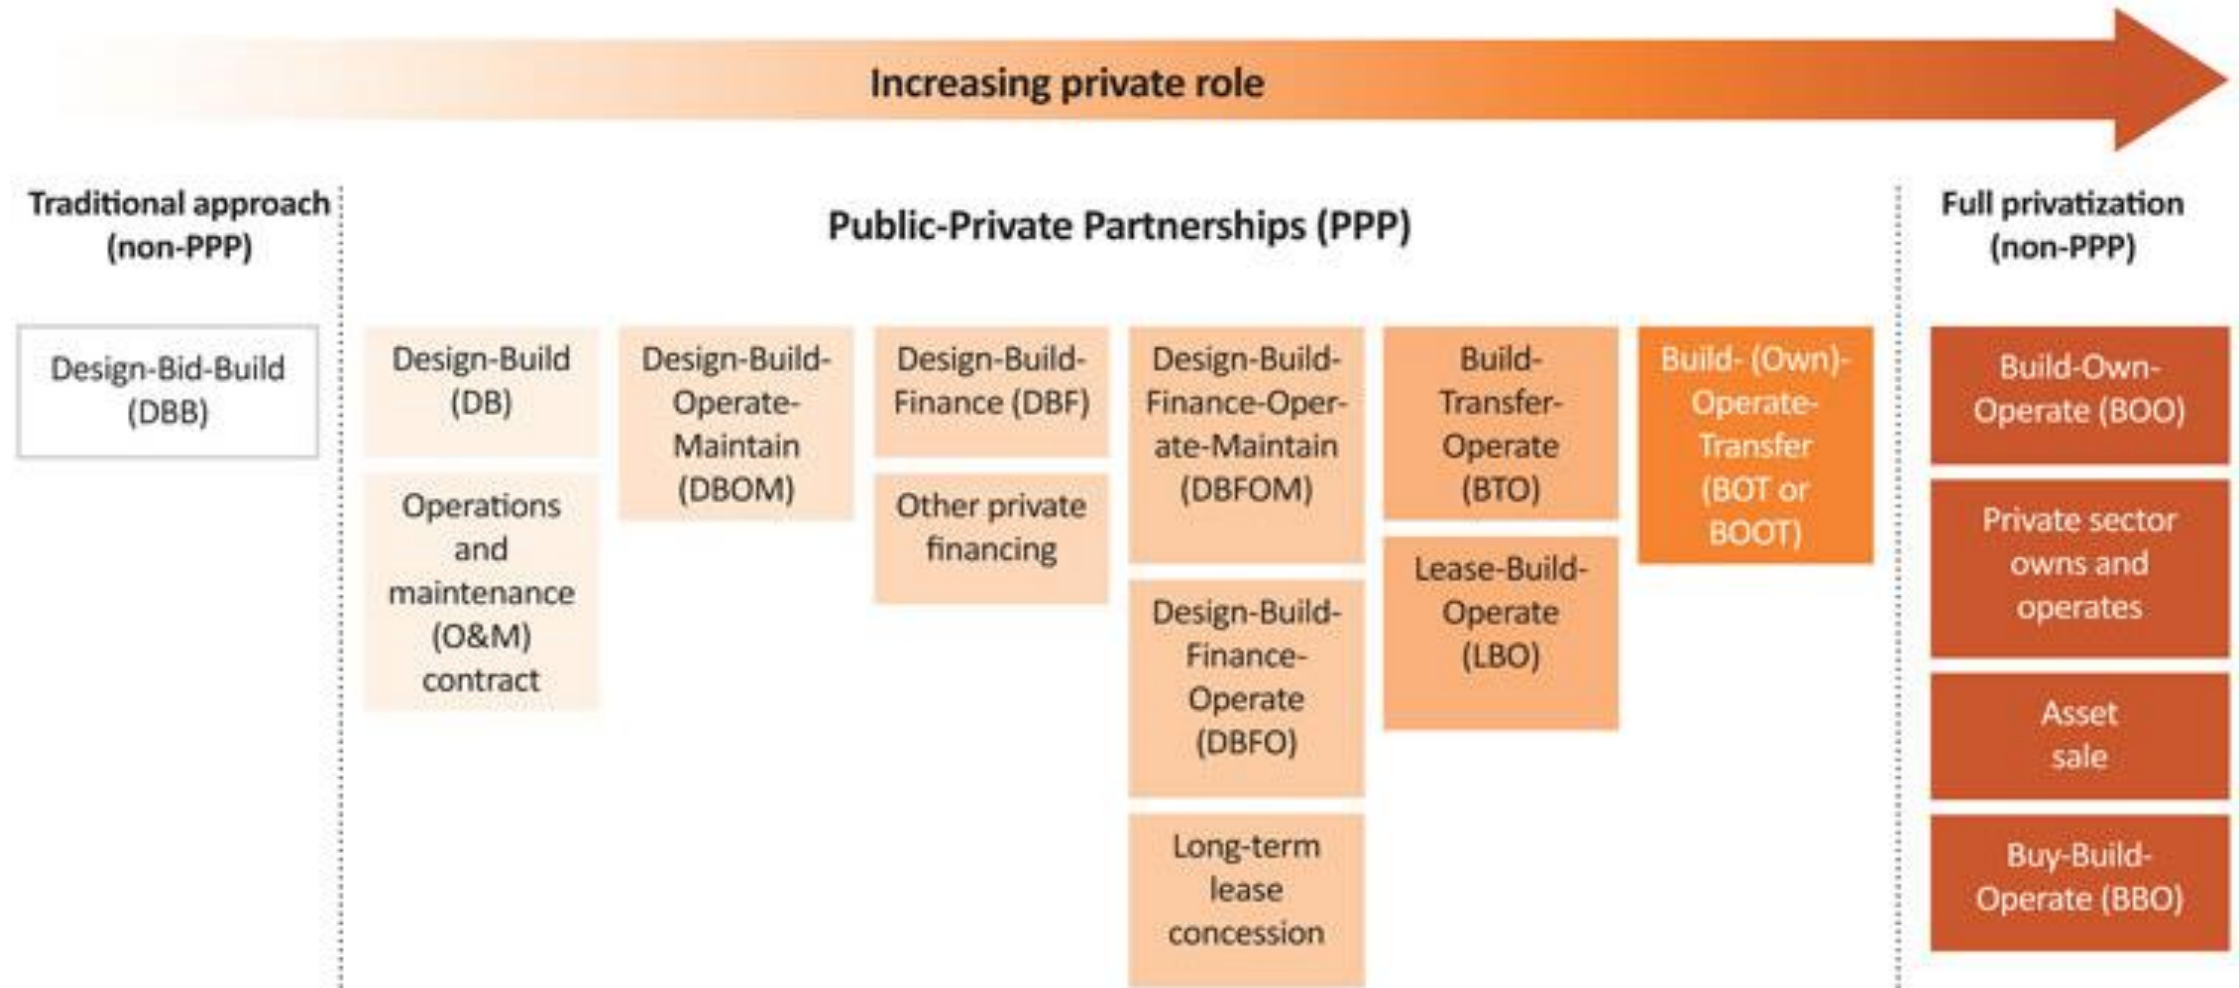 Increasing private role
Traditional approach
(non-PPP)
Public-Private Partnerships (PPP)
Full privatization
(non-PPP)
Design-Bid-Build
(DBB)
Design-Build
(DB)
Operations
and
maintenance
(O&M)
contract
Design-Build-
Operate-
Maintain
(DBOM)
Design-Build-
Finance (DBF)
Other private
financing
Design-Build-
Finance-Oper-
ate-Maintain
(DBFOM)
Design-Build-
Finance-
Operate
(DBFO)
Long-term
lease
concession
Build-
Transfer-
Operate
(BTO)
Lease-Build-
Operate
(LBO)
Build- (Own)-
Operate-
Transfer
(BOT or
BOOT)
Build-Own-
Operate (BOO)
Private sector
owns and
operates
Asset
sale
Buy-Build-
Operate (BBO)